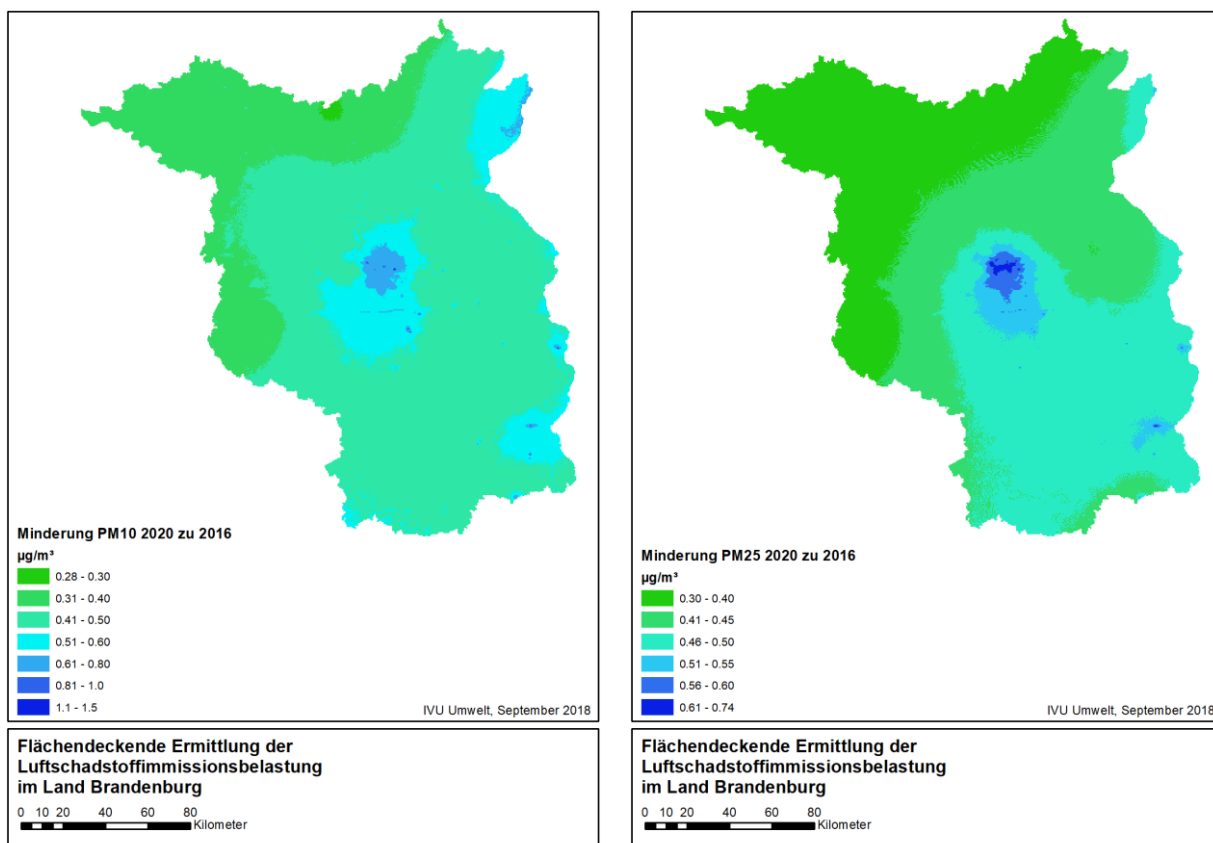 Minderung PM10 2020 zu 2016
µg/m³
0.28 - 0.30
0.31 - 0.40
0.41 - 0.50
0.51 - 0.60
0.61 - 0.80
0.81 - 1.0
1.1 - 1.5
IVU Umwelt, September 2018
Flächendeckende Ermittlung der
Luftschadstoffimmissionsbelastung
im Land Brandenburg
0 10 20 40 60 80
Kilometer
Minderung PM25 2020 zu 2016
µg/m³
0.30 - 0.40
0.41 - 0.45
0.46 - 0.50
0.51 - 0.55
0.56 - 0.60
0.61 - 0.74
IVU Umwelt, September 2018
Flächendeckende Ermittlung der
Luftschadstoffimmissionsbelastung
im Land Brandenburg
0 10 20 40 60 80
Kilometer